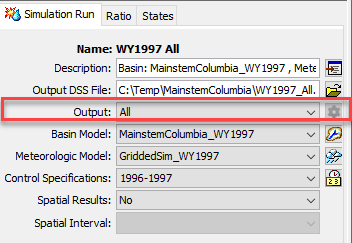 Simulation Run Ratio States
Name: WY1997 All
Description: Basin: MainstemColumbia_WY1997 , Mete
Output DSS File: C:\Temp\MainstemColumbia\WY1997_All.
Output: All
Basin Model: MainstemColumbia_WY1997
Meteorologic Model: GriddedSim_WY1997
Control Specifications: 1996-1997
Spatial Results: No
Spatial Interval: